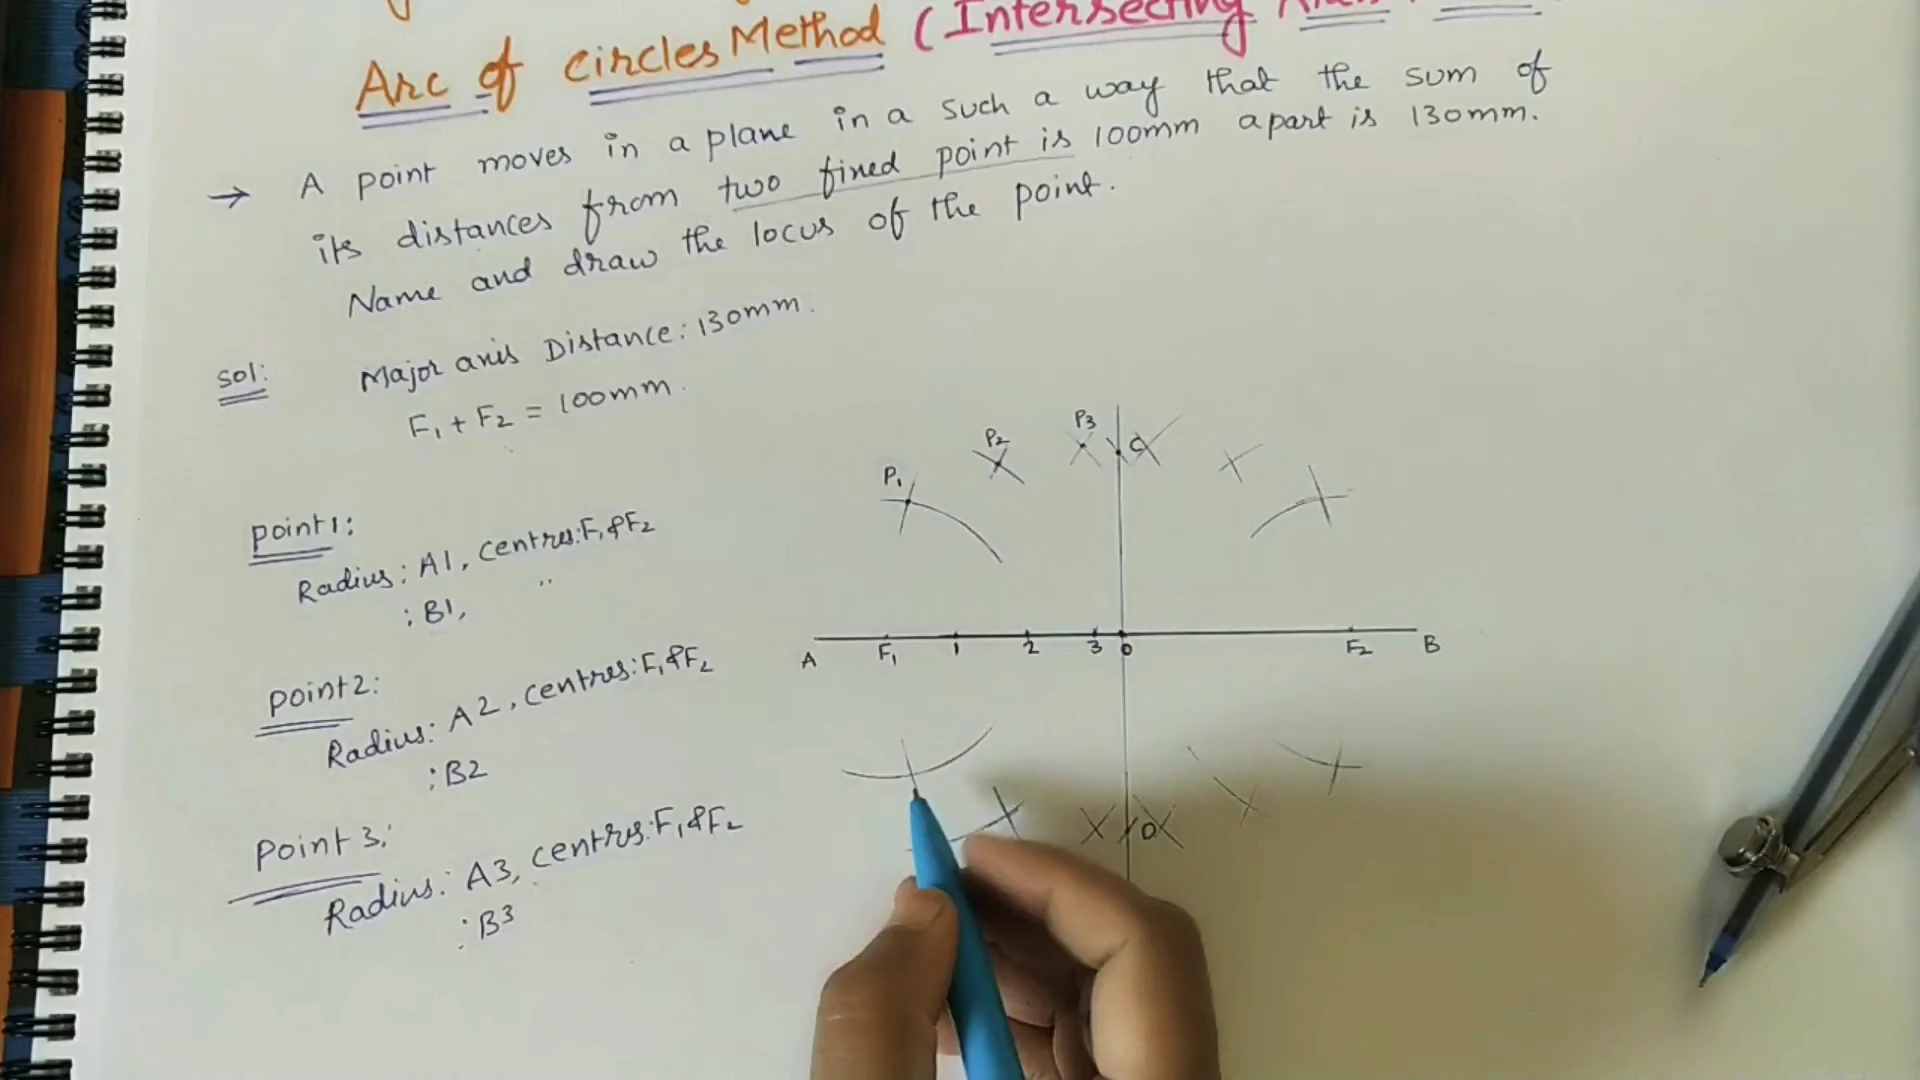 Arc of circles Method (Intersecting
→ A point moves in a plane in a such a way that the sum of
its distances from two fixed point is 100mm apart is 130mm.
Name and draw the locus of the point.
Sol: Major axis Distance: 130mm.
F1 + F2 = 100mm.
point1:
Radius: A1, centres: F1 & F2
: B1, "
point2:
Radius: A2, centres: F1 & F2
: B2
Point 3:
Radius: A3, centres: F1 & F2
: B3
P1 P2 P3 C
A F1 1 2 3 O F2 B
D